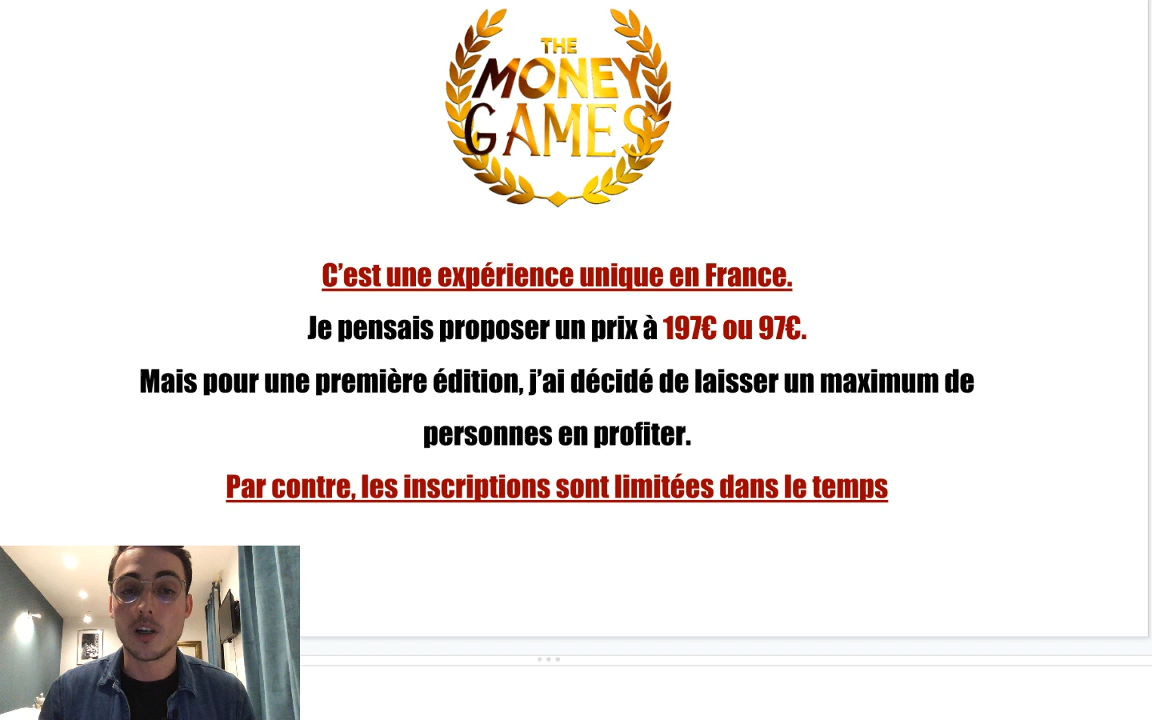 THE
MONEY
GAMES
C’est une expérience unique en France.
Je pensais proposer un prix à 197€ ou 97€.
Mais pour une première édition, j’ai décidé de laisser un maximum de
personnes en profiter.
Par contre, les inscriptions sont limitées dans le temps